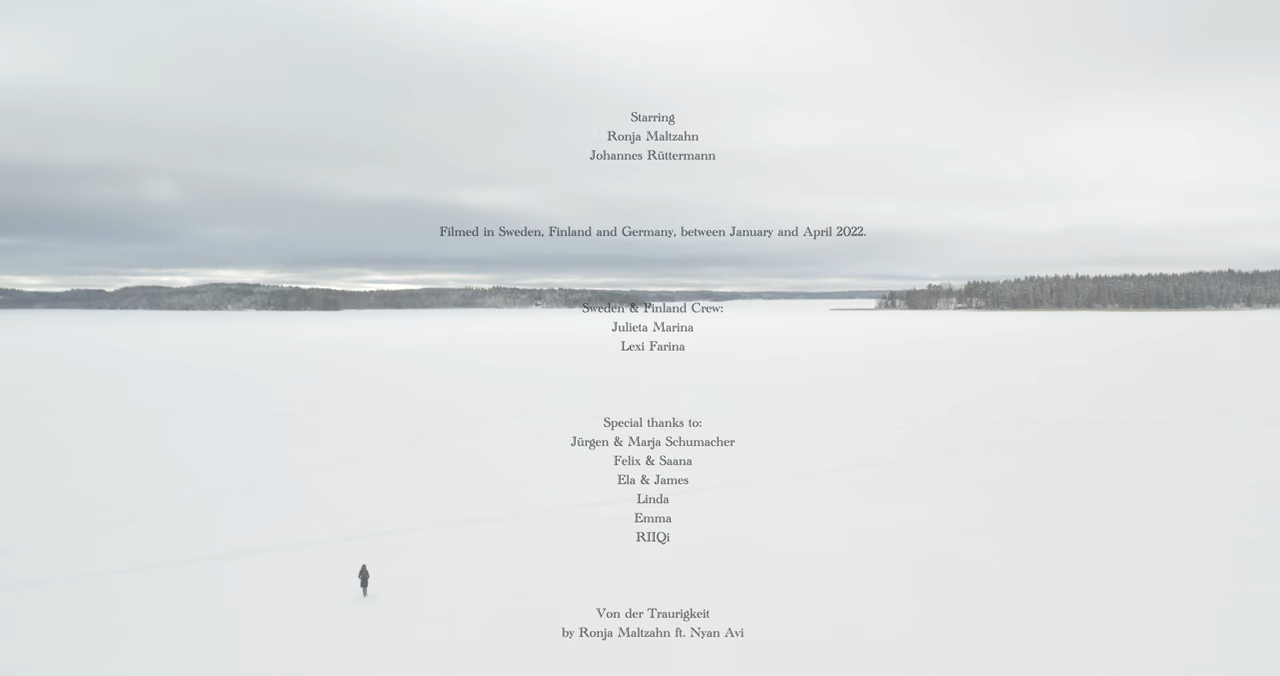 Starring
Ronja Maltzahn
Johannes Rüttermann
Filmed in Sweden, Finland and Germany, between January and April 2022.
Sweden & Finland Crew:
Julieta Marina
Lexi Farina
Special thanks to:
Jürgen & Marja Schumacher
Felix & Saana
Ela & James
Linda
Emma
RIIQi
Von der Traurigkeit
by Ronja Maltzahn ft. Nyan Avi